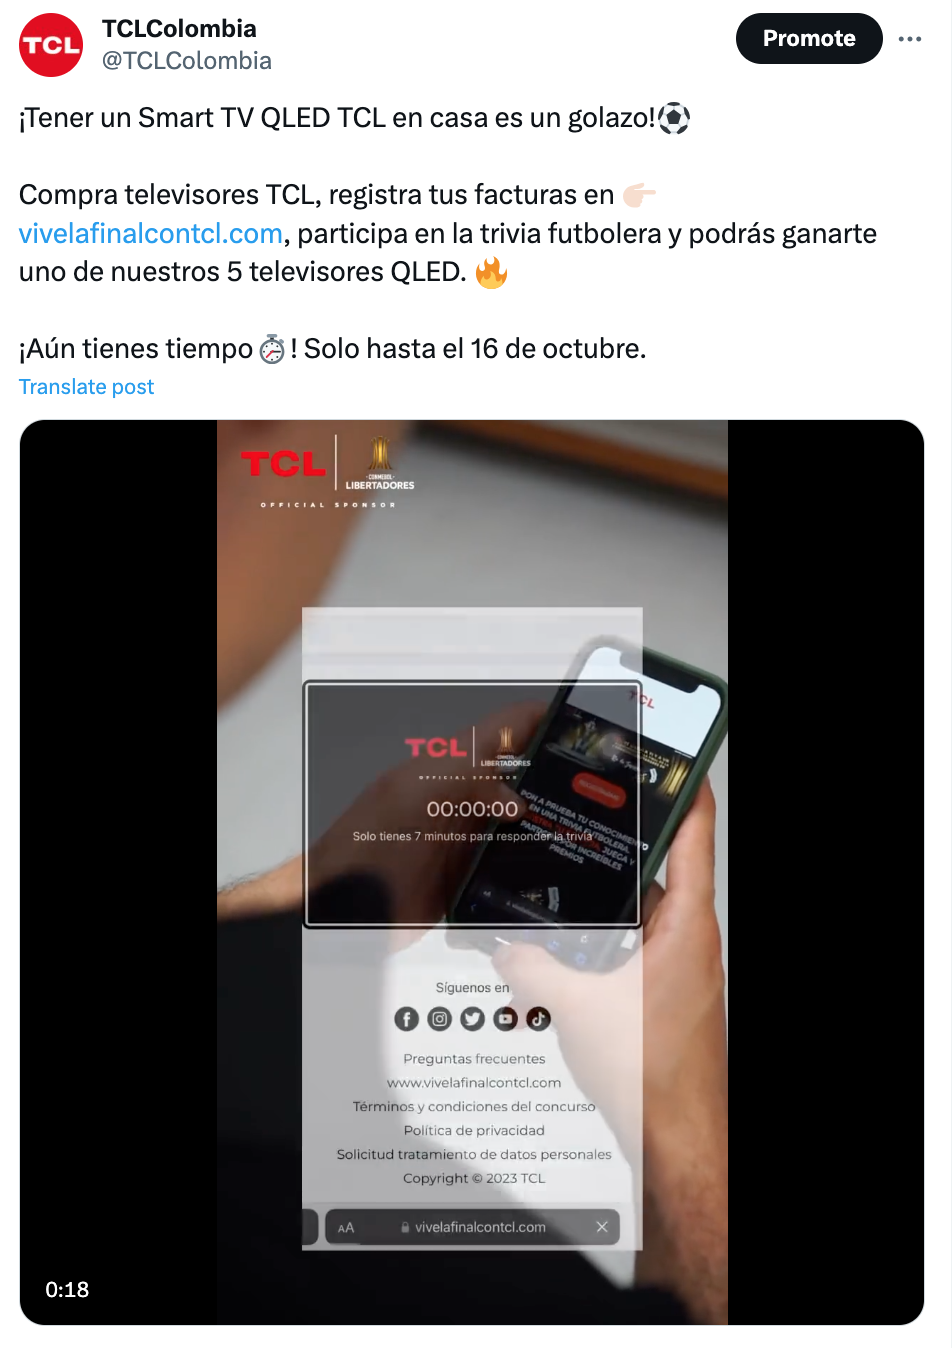 TCL
TCLColombia
@TCLColombia
Promote
¡Tener un Smart TV QLED TCL en casa es un golazo!⚽
Compra televisores TCL, registra tus facturas en 👉🏻
vivelafinalcontcl.com, participa en la trivia futbolera y podrás ganarte
uno de nuestros 5 televisores QLED. 🔥
¡Aún tienes tiempo ⏱️! Solo hasta el 16 de octubre.
Translate post
TCL
CONMEBOL
LIBERTADORES
OFFICIAL SPONSOR
TCL
TCL
LIBERTADORES
OFFICIAL SPONSOR
00:00:00
Solo tienes 7 minutos para responder la trivia
PON A PRUEBA TU CONOCIMIENTO
EN UNA TRIVIA FUTBOLERA.
JUEGA Y
PARTICIPA POR INCREÍBLES
PREMIOS
Síguenos en
Preguntas frecuentes
www.vivelafinalcontcl.com
Términos y condiciones del concurso
Política de privacidad
Solicitud tratamiento de datos personales
Copyright © 2023 TCL
AA
vivelafinalcontcl.com
0:18